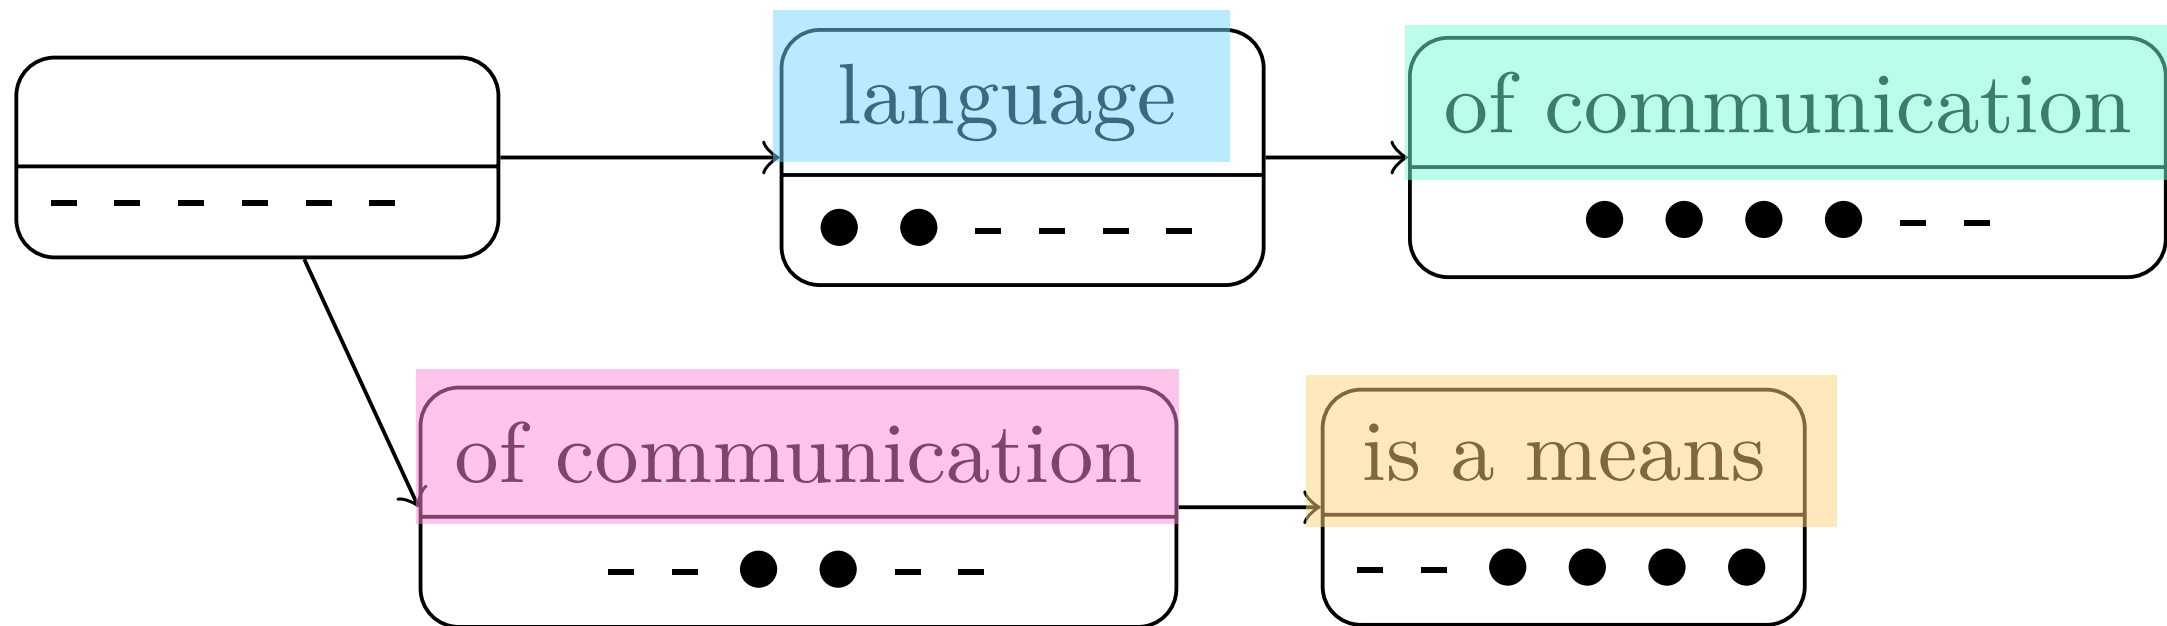 language
of communication
of communication
is a means